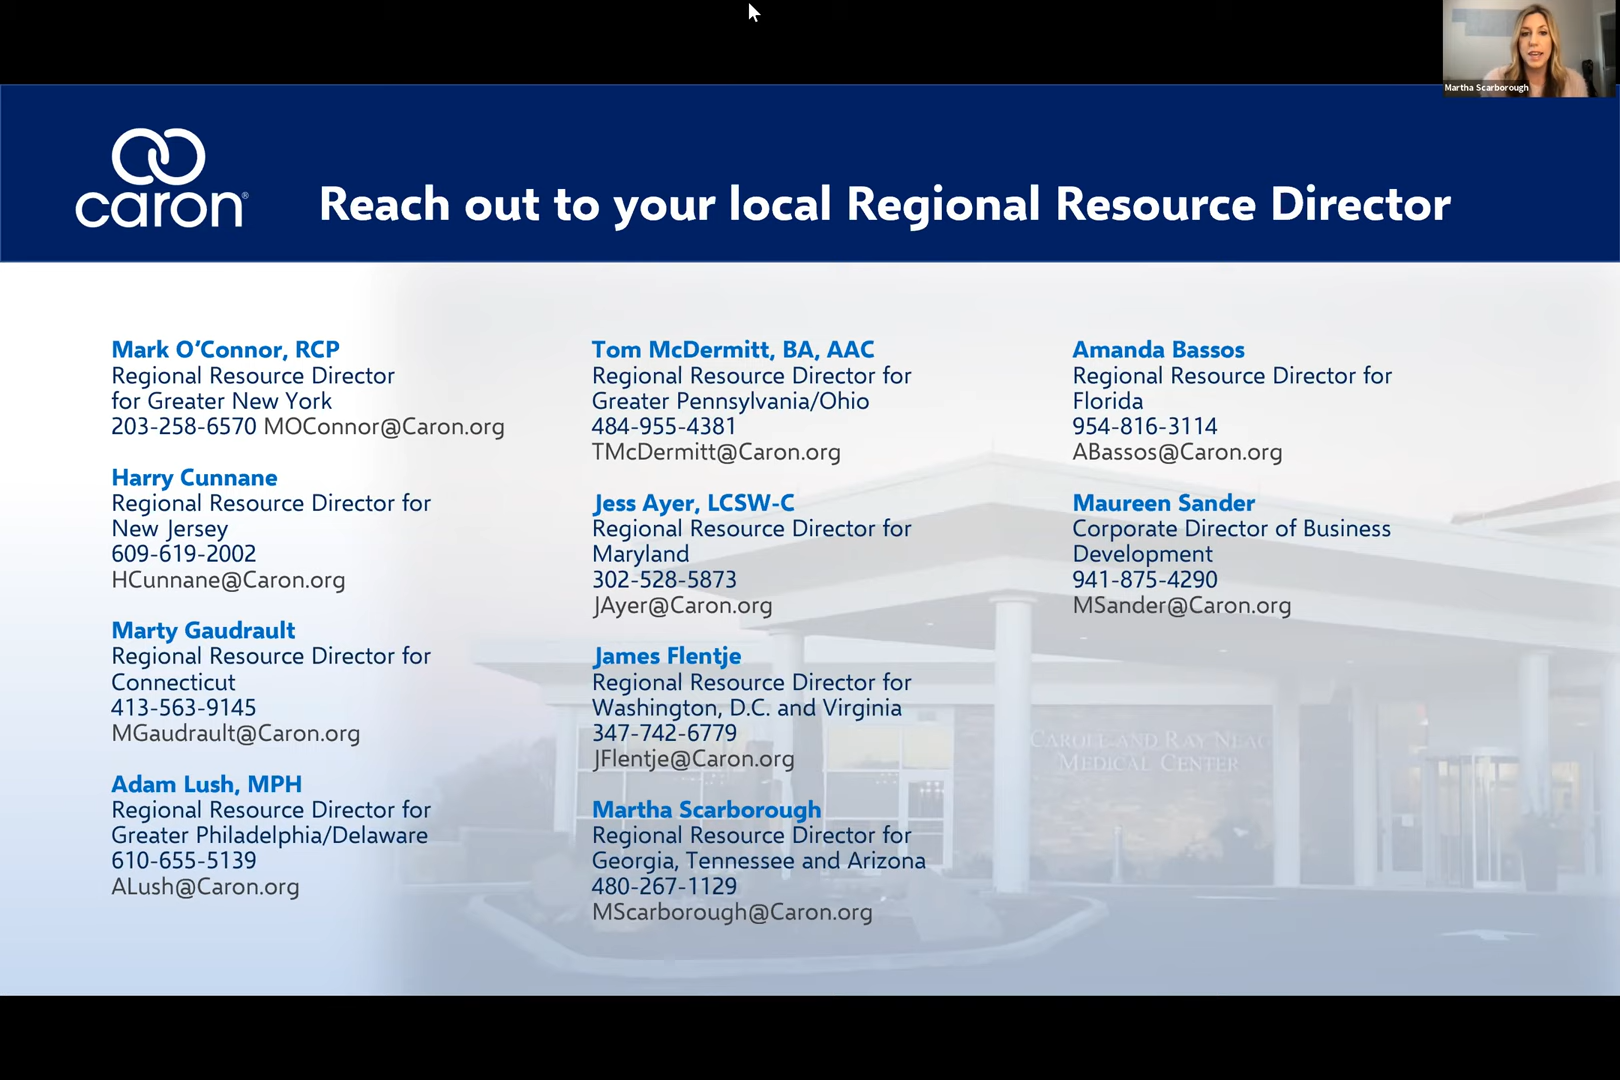 Martha Scarborough
caron®
Reach out to your local Regional Resource Director
Mark O’Connor, RCP
Regional Resource Director
for Greater New York
203-258-6570 MOConnor@Caron.org
Harry Cunnane
Regional Resource Director for
New Jersey
609-619-2002
HCunnane@Caron.org
Marty Gaudrault
Regional Resource Director for
Connecticut
413-563-9145
MGaudrault@Caron.org
Adam Lush, MPH
Regional Resource Director for
Greater Philadelphia/Delaware
610-655-5139
ALush@Caron.org
Tom McDermitt, BA, AAC
Regional Resource Director for
Greater Pennsylvania/Ohio
484-955-4381
TMcDermitt@Caron.org
Jess Ayer, LCSW-C
Regional Resource Director for
Maryland
302-528-5873
JAyer@Caron.org
James Flentje
Regional Resource Director for
Washington, D.C. and Virginia
347-742-6779
JFlentje@Caron.org
Martha Scarborough
Regional Resource Director for
Georgia, Tennessee and Arizona
480-267-1129
MScarborough@Caron.org
Amanda Bassos
Regional Resource Director for
Florida
954-816-3114
ABassos@Caron.org
Maureen Sander
Corporate Director of Business
Development
941-875-4290
MSander@Caron.org
AND RAY NEAG
MEDICAL CENTER